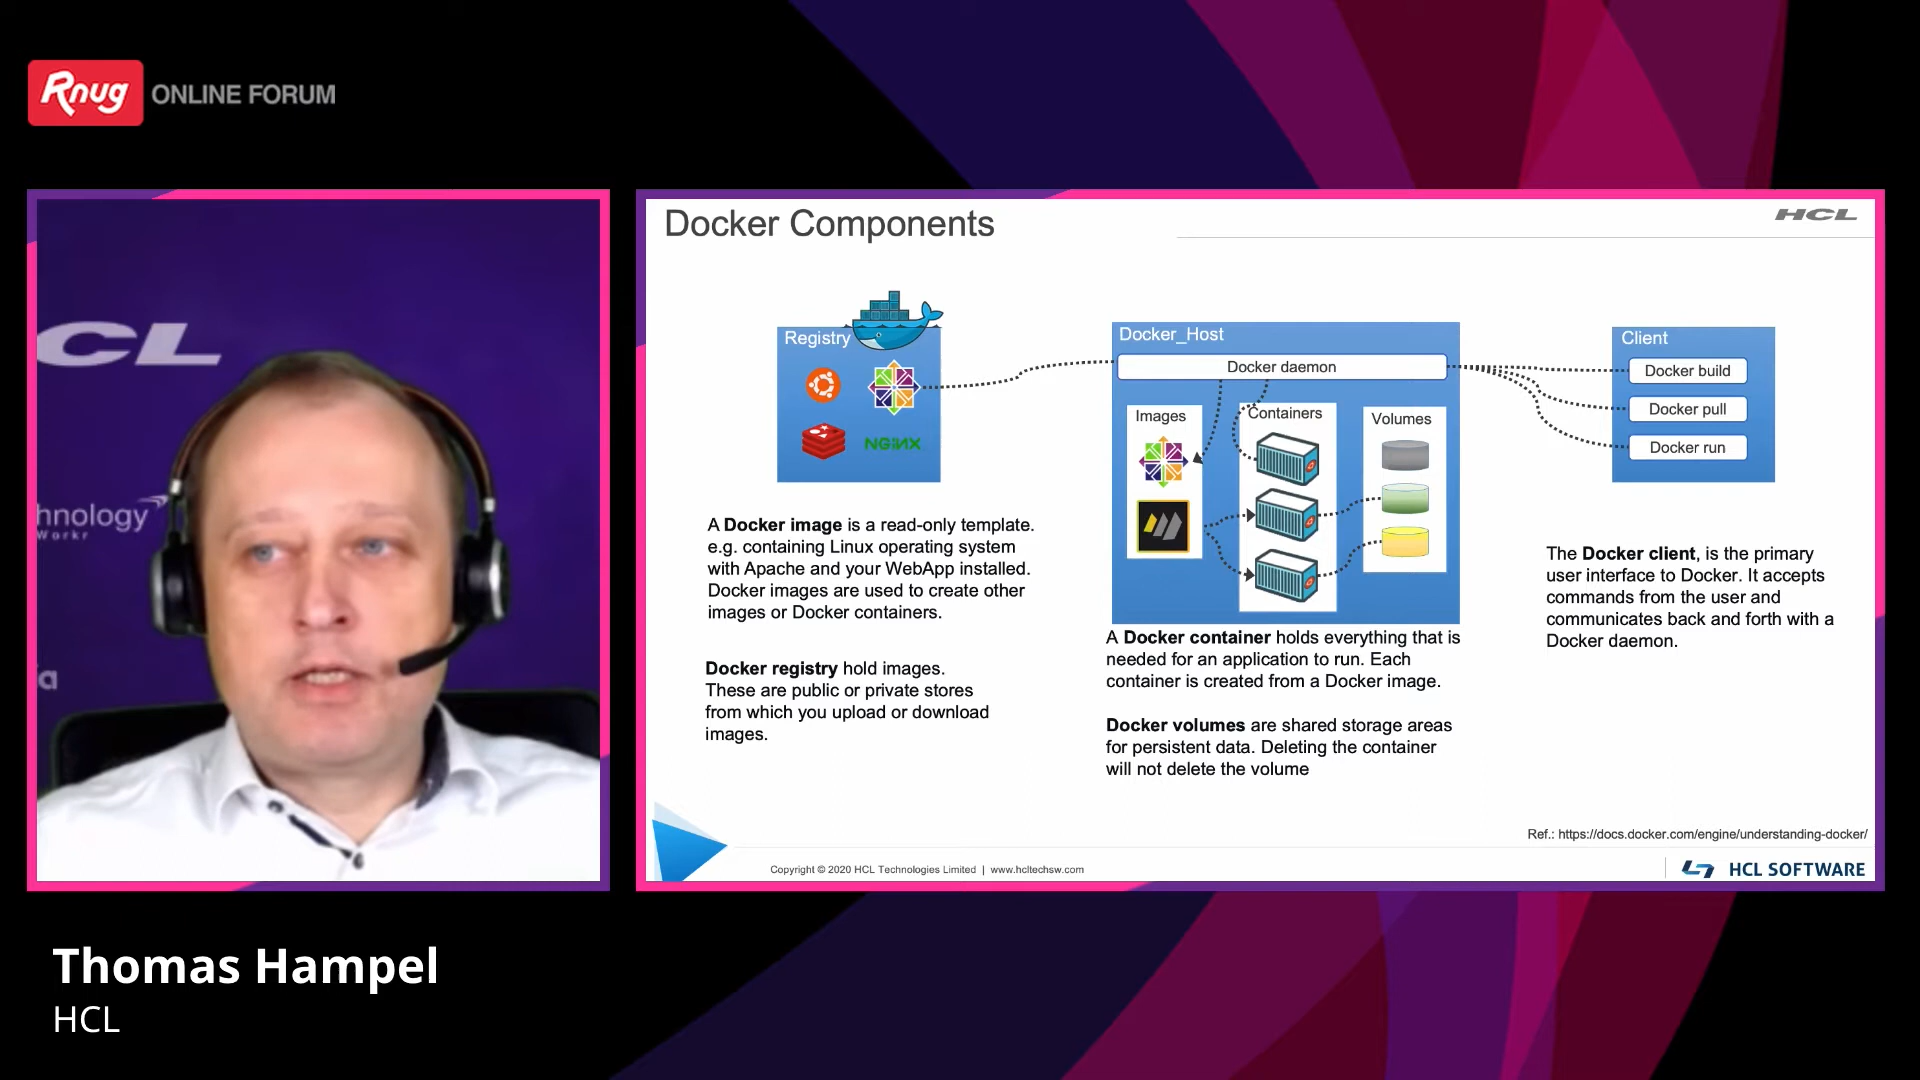 Rnug ONLINE FORUM
CL
hnology
Workr
ia
Docker Components
HCL
Registry
NGiNX
Docker_Host
Docker daemon
Images
Containers
Volumes
Client
Docker build
Docker pull
Docker run
A Docker image is a read-only template.
e.g. containing Linux operating system
with Apache and your WebApp installed.
Docker images are used to create other
images or Docker containers.
Docker registry hold images.
These are public or private stores
from which you upload or download
images.
A Docker container holds everything that is
needed for an application to run. Each
container is created from a Docker image.
Docker volumes are shared storage areas
for persistent data. Deleting the container
will not delete the volume
The Docker client, is the primary
user interface to Docker. It accepts
commands from the user and
communicates back and forth with a
Docker daemon.
Ref.: https://docs.docker.com/engine/understanding-docker/
Copyright © 2020 HCL Technologies Limited | www.hcltechsw.com
HCL SOFTWARE
Thomas Hampel
HCL